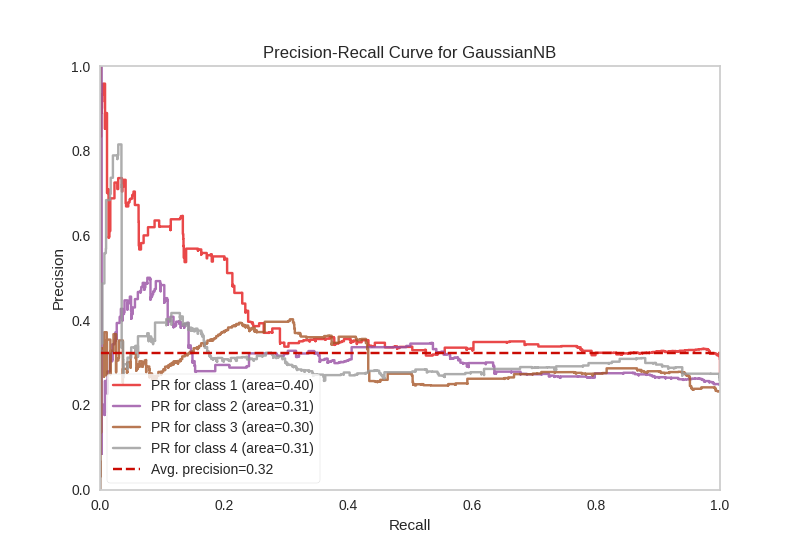 Precision-Recall Curve for GaussianNB
1.0
0.8
0.6
0.4
0.2
0.0
Precision
PR for class 1 (area=0.40)
PR for class 2 (area=0.31)
PR for class 3 (area=0.30)
PR for class 4 (area=0.31)
Avg. precision=0.32
0.0 0.2 0.4 0.6 0.8 1.0
Recall